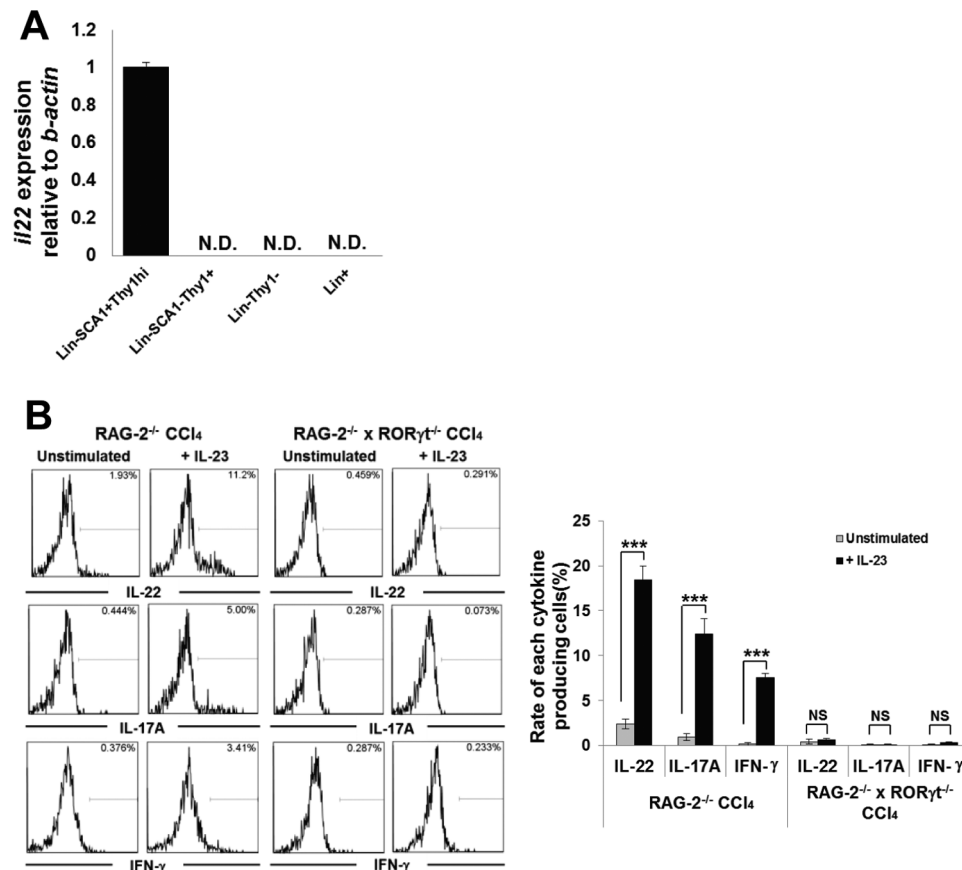 A
il22 expression
relative to b-actin
1.2
1
0.8
0.6
0.4
0.2
0
N.D.
N.D.
N.D.
Lin-SCA1+Thy1hi
Lin-SCA1-Thy1+
Lin-Thy1-
Lin+
B
RAG-2-/- CCl4
RAG-2-/- x RORγt-/- CCl4
Unstimulated
+ IL-23
Unstimulated
+ IL-23
1.93%
11.2%
0.459%
0.291%
IL-22
IL-22
0.444%
5.00%
0.287%
0.073%
IL-17A
IL-17A
0.376%
3.41%
0.287%
0.233%
IFN-γ
IFN-γ
Rate of each cytokine
producing cells(%)
25
20
15
10
5
0
Unstimulated
+ IL-23
***
***
***
NS
NS
NS
IL-22
IL-17A
IFN-γ
IL-22
IL-17A
IFN-γ
RAG-2-/- CCl4
RAG-2-/- x RORγt-/-
CCl4